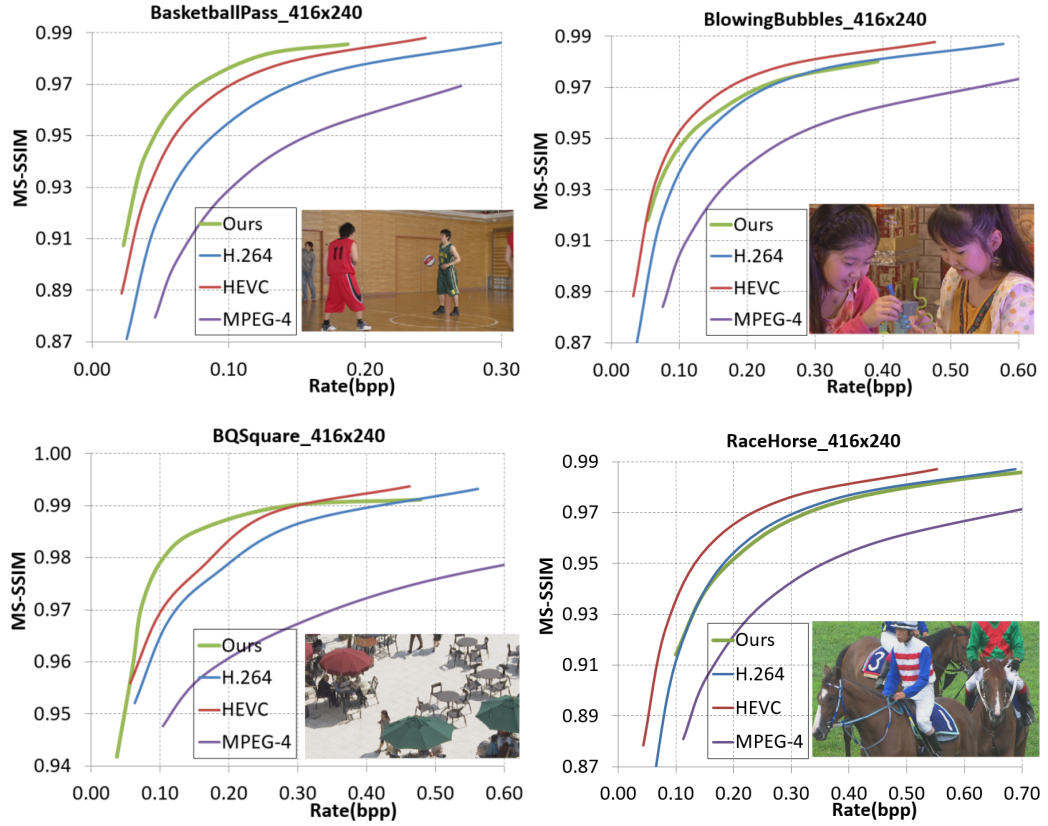 BasketballPass_416x240
0.99
0.97
0.95
0.93
0.91
0.89
0.87
MS-SSIM
Ours
H.264
HEVC
MPEG-4
11
0.00
0.10
0.20
0.30
Rate(bpp)
BlowingBubbles_416x240
0.99
0.97
0.95
0.93
0.91
0.89
0.87
MS-SSIM
Ours
H.264
HEVC
MPEG-4
0.00
0.10
0.20
0.30
0.40
0.50
0.60
Rate(bpp)
BQSquare_416x240
1.00
0.99
0.98
0.97
0.96
0.95
0.94
MS-SSIM
Ours
H.264
HEVC
MPEG-4
0.00
0.10
0.20
0.30
0.40
0.50
0.60
Rate(bpp)
RaceHorse_416x240
0.99
0.97
0.95
0.93
0.91
0.89
0.87
MS-SSIM
Ours
H.264
HEVC
MPEG-4
3
1
0.00
0.10
0.20
0.30
0.40
0.50
0.60
0.70
Rate(bpp)